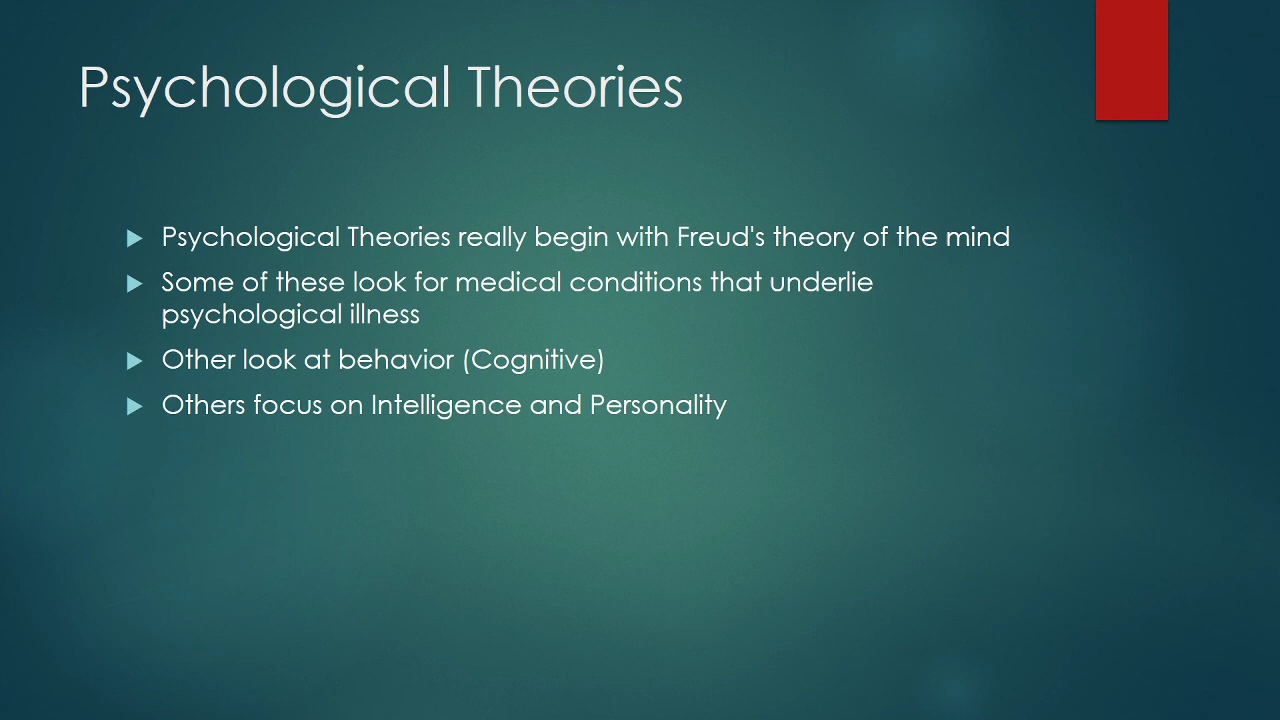 Psychological Theories
Psychological Theories really begin with Freud's theory of the mind
Some of these look for medical conditions that underlie
psychological illness
Other look at behavior (Cognitive)
Others focus on Intelligence and Personality